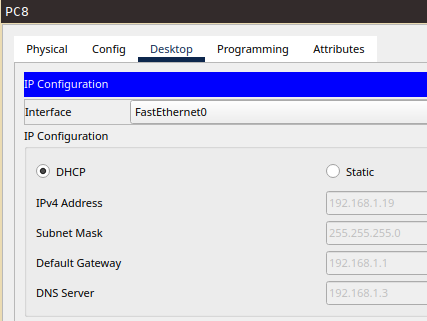 PC8
Physical Config Desktop Programming Attributes
IP Configuration
Interface FastEthernet0
IP Configuration
DHCP Static
IPv4 Address 192.168.1.19
Subnet Mask 255.255.255.0
Default Gateway 192.168.1.1
DNS Server 192.168.1.3